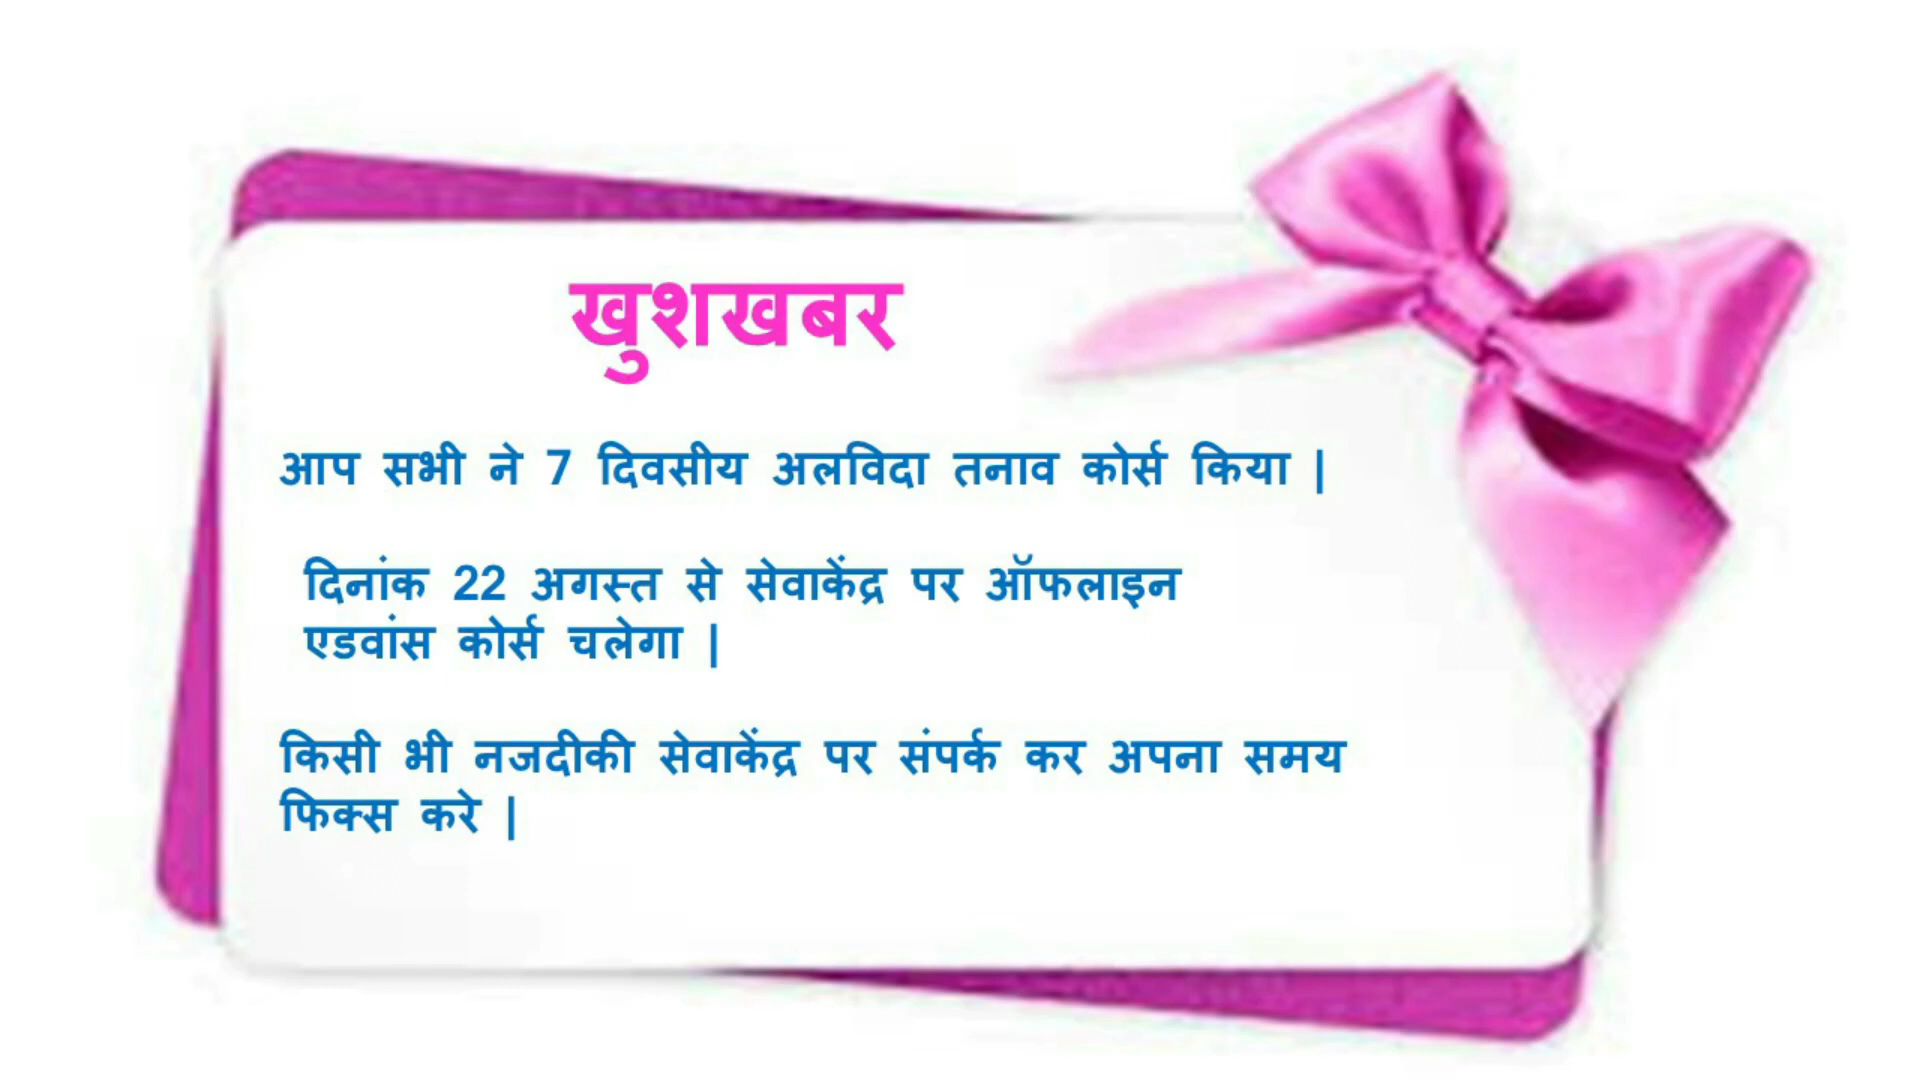 खुशखबर
आप सभी ने 7 दिवसीय अलविदा तनाव कोर्स किया |
दिनांक 22 अगस्त से सेवाकेंद्र पर ऑफलाइन
एडवांस कोर्स चलेगा |
किसी भी नजदीकी सेवाकेंद्र पर संपर्क कर अपना समय
फिक्स करे |